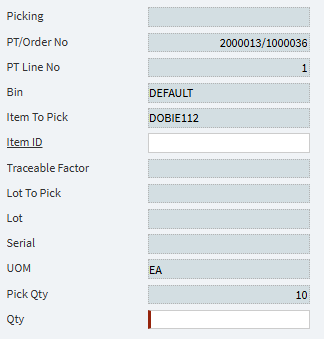 Picking
PT/Order No 2000013/1000036
PT Line No 1
Bin DEFAULT
Item To Pick DOBIE112
Item ID
Traceable Factor
Lot To Pick
Lot
Serial
UOM EA
Pick Qty 10
Qty